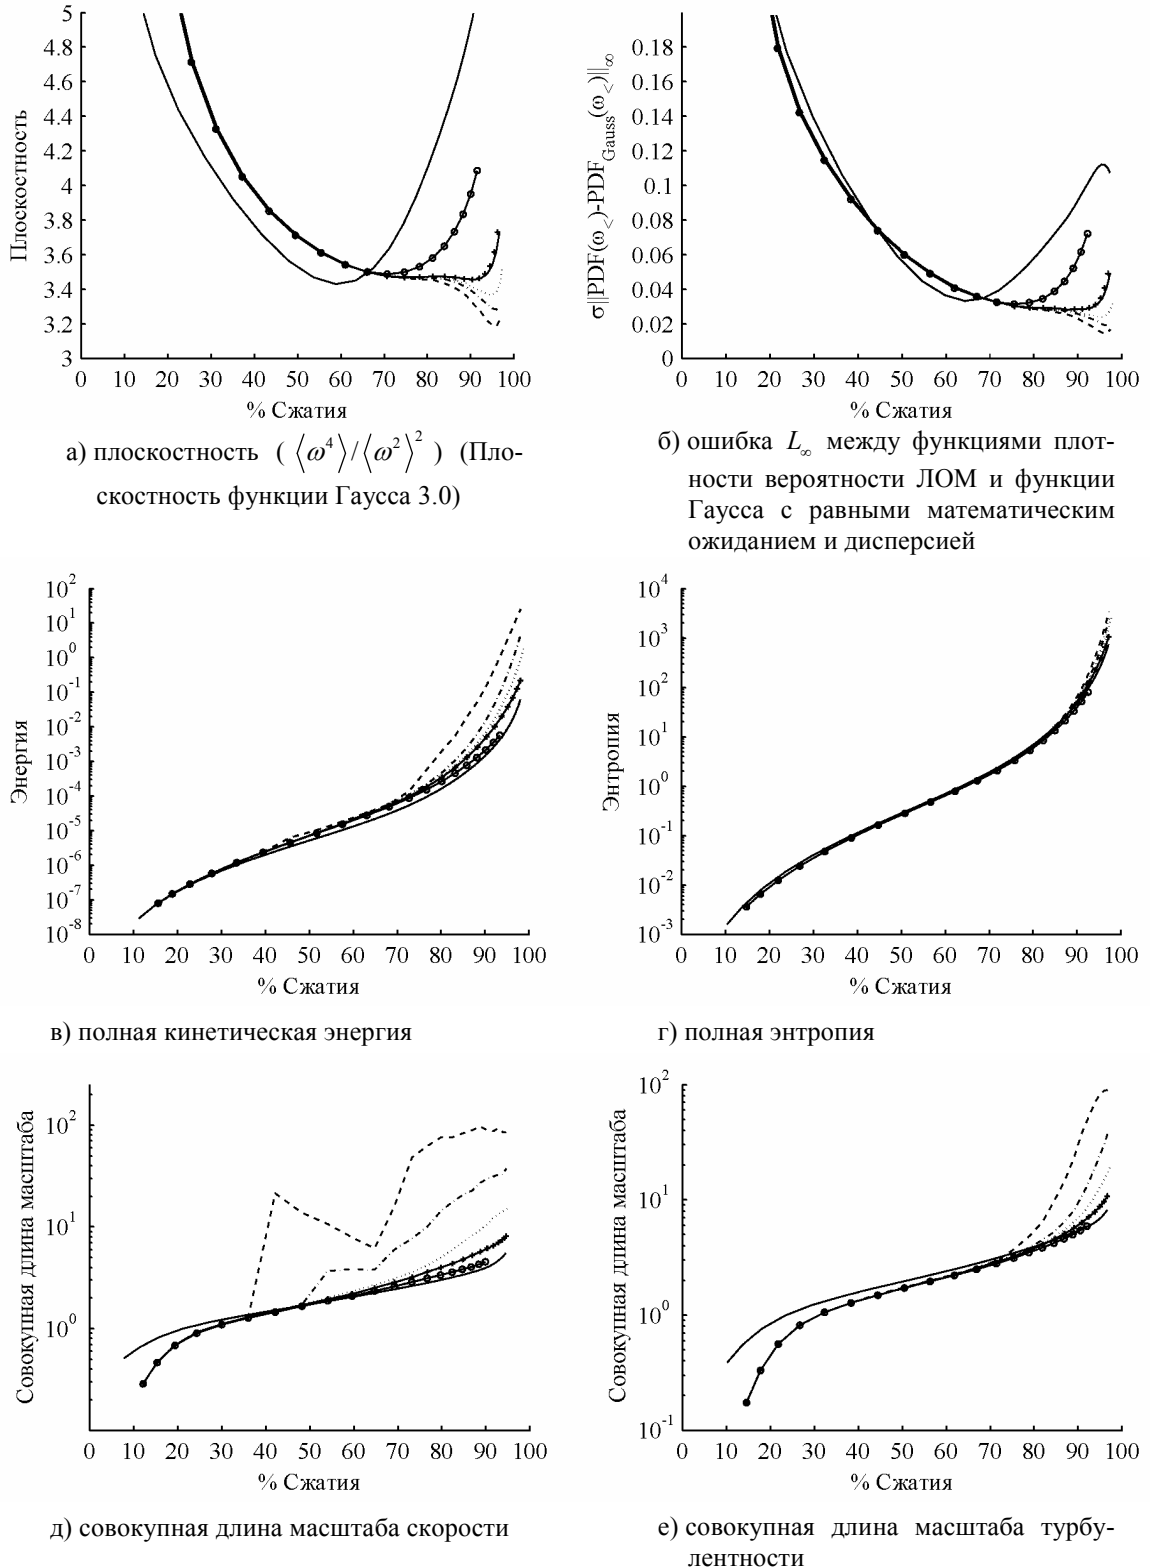 5
4.8
4.6
4.4
4.2
4
3.8
3.6
3.4
3.2
3
Плоскостность
0 10 20 30 40 50 60 70 80 90 100
% Сжатия
а) плоскостность ( ⟨ω⁴⟩/⟨ω²⟩² ) (Пло-
скостность функции Гаусса 3.0)
0.18
0.16
0.14
0.12
0.1
0.08
0.06
0.04
0.02
0
σ||PDF(ω<)-PDFGauss(ω<)||∞
0 10 20 30 40 50 60 70 80 90 100
% Сжатия
б) ошибка L∞ между функциями плот-
ности вероятности ЛОМ и функции
Гаусса с равными математическим
ожиданием и дисперсией
10²
10¹
10⁰
10⁻¹
10⁻²
10⁻³
10⁻⁴
10⁻⁵
10⁻⁶
10⁻⁷
10⁻⁸
Энергия
0 10 20 30 40 50 60 70 80 90 100
% Сжатия
в) полная кинетическая энергия
10⁴
10³
10²
10¹
10⁰
10⁻¹
10⁻²
10⁻³
Энтропия
0 10 20 30 40 50 60 70 80 90 100
% Сжатия
г) полная энтропия
10²
10¹
10⁰
Совокупная длина масштаба
0 10 20 30 40 50 60 70 80 90 100
% Сжатия
д) совокупная длина масштаба скорости
10²
10¹
10⁰
10⁻¹
Совокупная длина масштаба
0 10 20 30 40 50 60 70 80 90 100
% Сжатия
е) совокупная длина масштаба турбу-
лентности